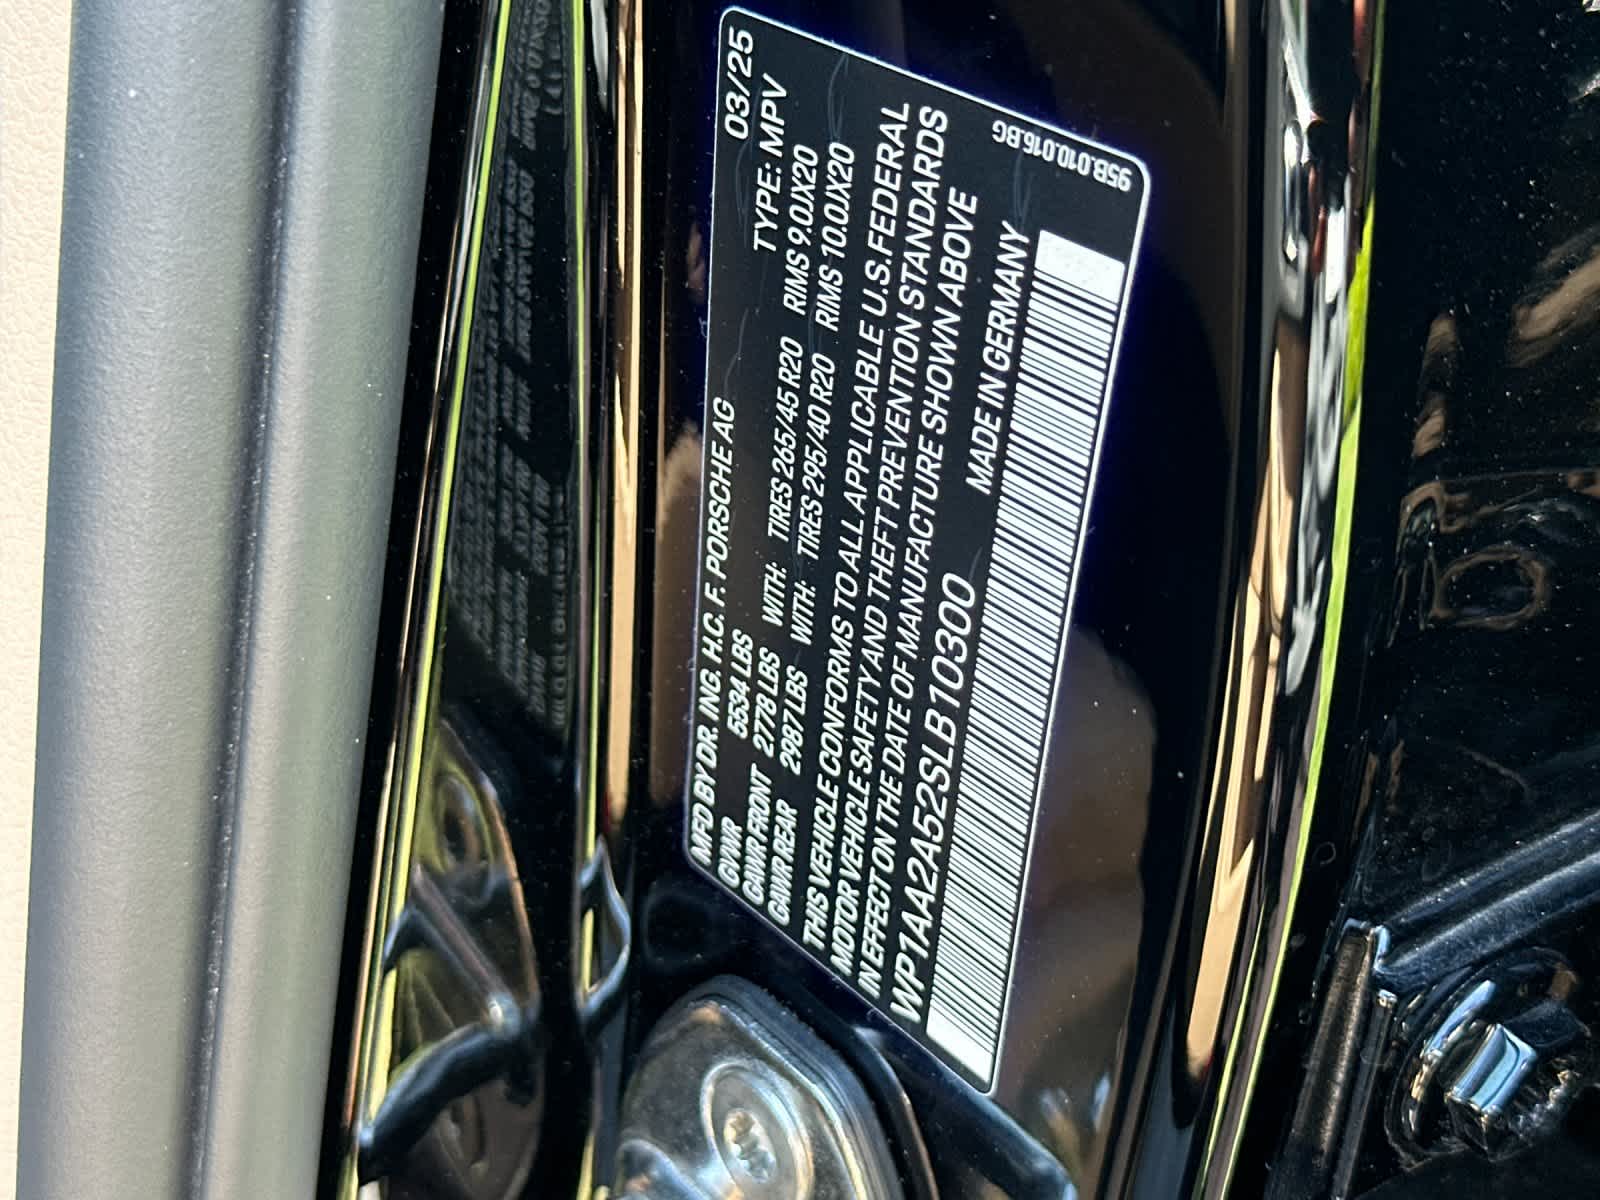 MFD BY DR. ING. H.C. F. PORSCHE AG 03/25
GVWR 5534 LBS TYPE: MPV
GAWR FRONT 2778 LBS WITH: TIRES 265/45 R20 RIMS 9.0JX20
GAWR REAR 2987 LBS WITH: TIRES 295/40 R20 RIMS 10.0JX20
THIS VEHICLE CONFORMS TO ALL APPLICABLE U.S.FEDERAL
MOTOR VEHICLE SAFETY AND THEFT PREVENTION STANDARDS
IN EFFECT ON THE DATE OF MANUFACTURE SHOWN ABOVE
WP1AA2A52SLB10300 MADE IN GERMANY
95B.010.016.BG